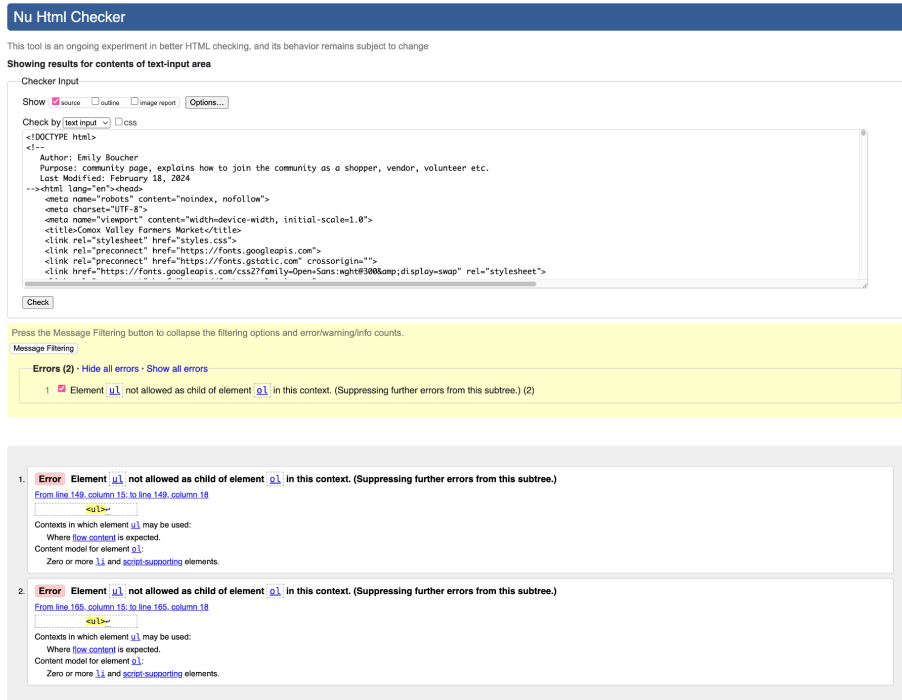 Nu Html Checker
This tool is an ongoing experiment in better HTML checking, and its behavior remains subject to change
Showing results for contents of text-input area
Checker Input
Show source outline image report Options...
Check by text input css
<!DOCTYPE html>
<!--
Author: Emily Boucher
Purpose: community page, explains how to join the community as a shopper, vendor, volunteer etc.
Last Modified: February 18, 2024
--><html lang="en"><head>
<meta name="robots" content="noindex, nofollow">
<meta charset="UTF-8">
<meta name="viewport" content="width=device-width, initial-scale=1.0">
<title>Comox Valley Farmers Market</title>
<link rel="stylesheet" href="styles.css">
<link rel="preconnect" href="https://fonts.googleapis.com">
<link rel="preconnect" href="https://fonts.gstatic.com" crossorigin="">
<link href="https://fonts.googleapis.com/css2?family=Open+Sans:wght@300&amp;display=swap" rel="stylesheet">
Check
Press the Message Filtering button to collapse the filtering options and error/warning/info counts.
Message Filtering
Errors (2) · Hide all errors · Show all errors
1 Element ul not allowed as child of element ol in this context. (Suppressing further errors from this subtree.) (2)
1. Error Element ul not allowed as child of element ol in this context. (Suppressing further errors from this subtree.)
From line 149, column 15; to line 149, column 18
<ul>↩
Contexts in which element ul may be used:
Where flow content is expected.
Content model for element ol:
Zero or more li and script-supporting elements.
2. Error Element ul not allowed as child of element ol in this context. (Suppressing further errors from this subtree.)
From line 165, column 15; to line 165, column 18
<ul>↩
Contexts in which element ul may be used:
Where flow content is expected.
Content model for element ol:
Zero or more li and script-supporting elements.